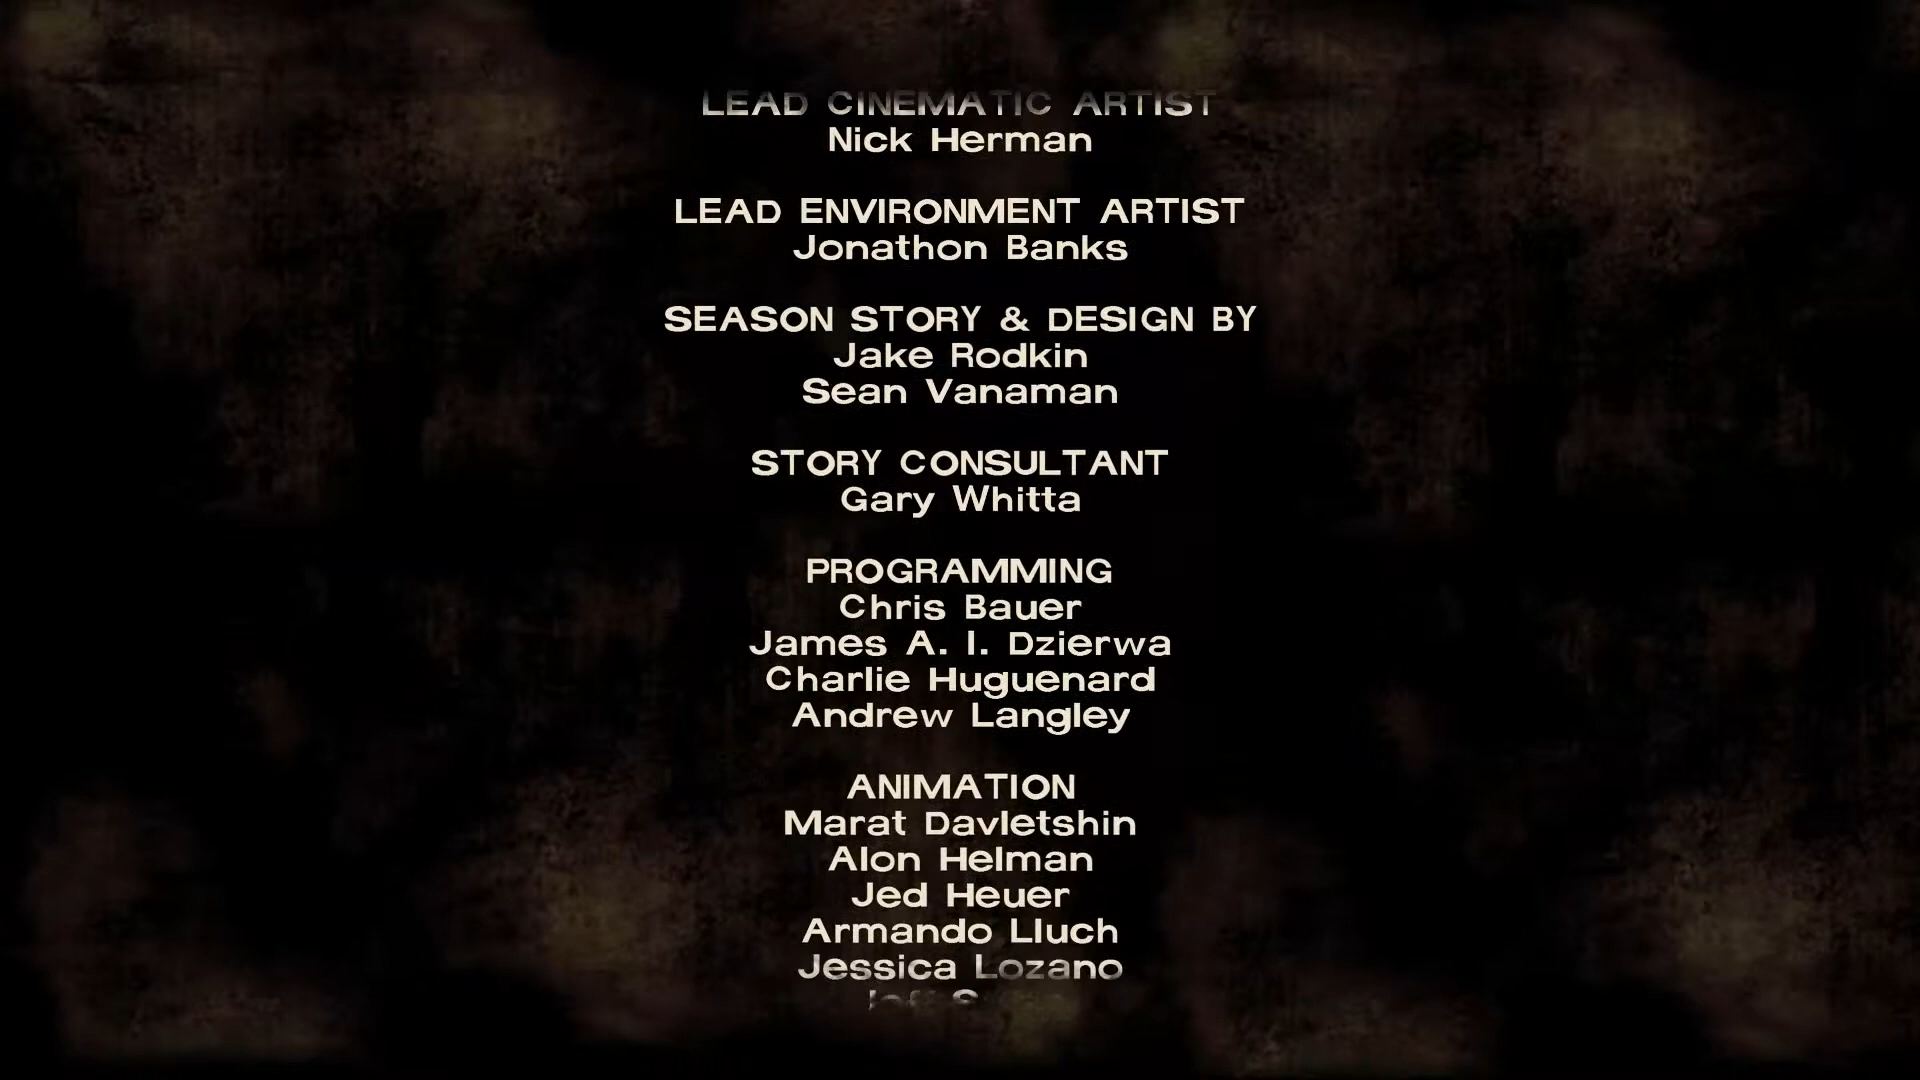 LEAD CINEMATIC ARTIST
Nick Herman
LEAD ENVIRONMENT ARTIST
Jonathon Banks
SEASON STORY & DESIGN BY
Jake Rodkin
Sean Vanaman
STORY CONSULTANT
Gary Whitta
PROGRAMMING
Chris Bauer
James A. I. Dzierwa
Charlie Huguenard
Andrew Langley
ANIMATION
Marat Davletshin
Alon Helman
Jed Heuer
Armando Lluch
Jessica Lozano
Jeff